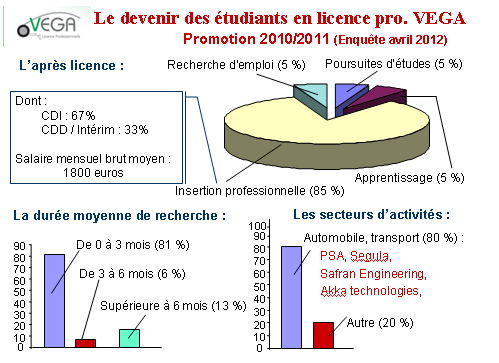 VEGA
Licence Professionnelle
Le devenir des étudiants en licence pro. VEGA
Promotion 2010/2011 (Enquête avril 2012)
L'après licence :
Recherche d'emploi (5 %)
Poursuites d'études (5 %)
Dont :
CDI : 67%
CDD / Intérim : 33%
Salaire mensuel brut moyen :
1800 euros
Apprentissage (5 %)
Insertion professionnelle (85 %)
La durée moyenne de recherche :
90
80
70
60
50
40
30
20
10
0
De 0 à 3 mois (81 %)
De 3 à 6 mois (6 %)
Supérieure à 6 mois (13 %)
Les secteurs d'activités :
100
90
80
70
60
50
40
30
20
10
0
Automobile, transport (80 %) :
PSA, Segula,
Safran Engineering,
Akka technologies,
Autre (20 %)